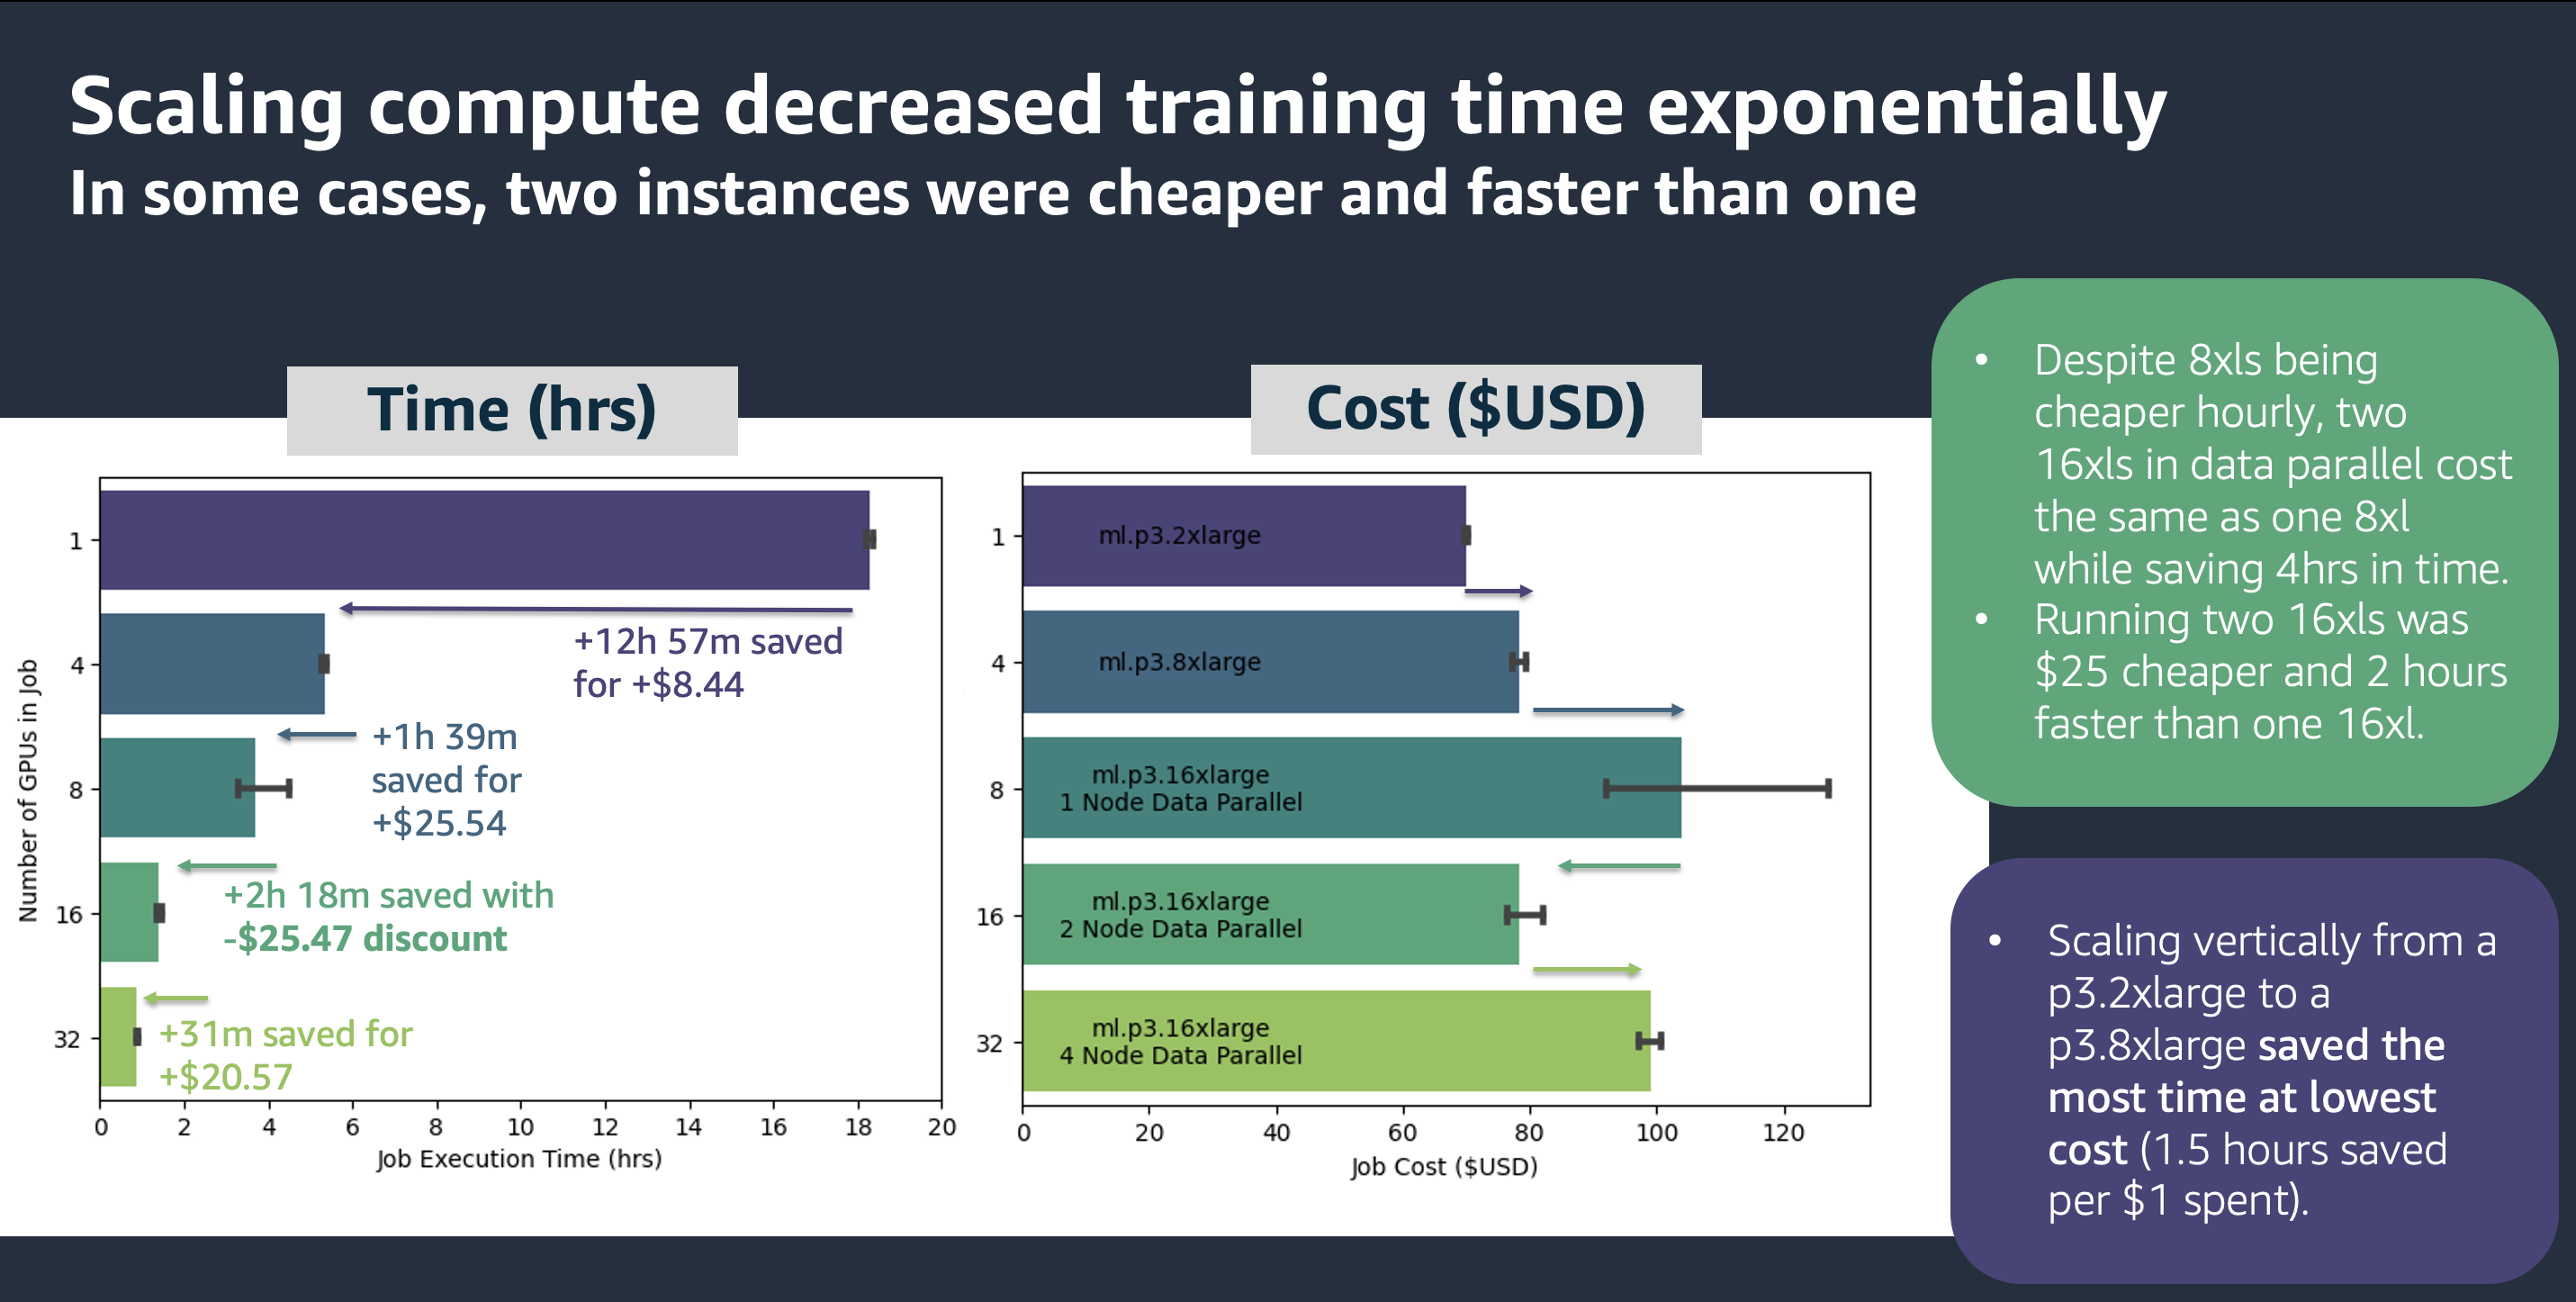 Scaling compute decreased training time exponentially
In some cases, two instances were cheaper and faster than one
Time (hrs)
Number of GPUs in Job
1
4
8
16
32
+12h 57m saved
for +$8.44
+1h 39m
saved for
+$25.54
+2h 18m saved with
-$25.47 discount
+31m saved for
+$20.57
0 2 4 6 8 10 12 14 16 18 20
Job Execution Time (hrs)
Cost ($USD)
1
ml.p3.2xlarge
4
ml.p3.8xlarge
8
ml.p3.16xlarge
1 Node Data Parallel
16
ml.p3.16xlarge
2 Node Data Parallel
32
ml.p3.16xlarge
4 Node Data Parallel
0 20 40 60 80 100 120
Job Cost ($USD)
• Despite 8xls being
cheaper hourly, two
16xls in data parallel cost
the same as one 8xl
while saving 4hrs in time.
• Running two 16xls was
$25 cheaper and 2 hours
faster than one 16xl.
• Scaling vertically from a
p3.2xlarge to a
p3.8xlarge saved the
most time at lowest
cost (1.5 hours saved
per $1 spent).